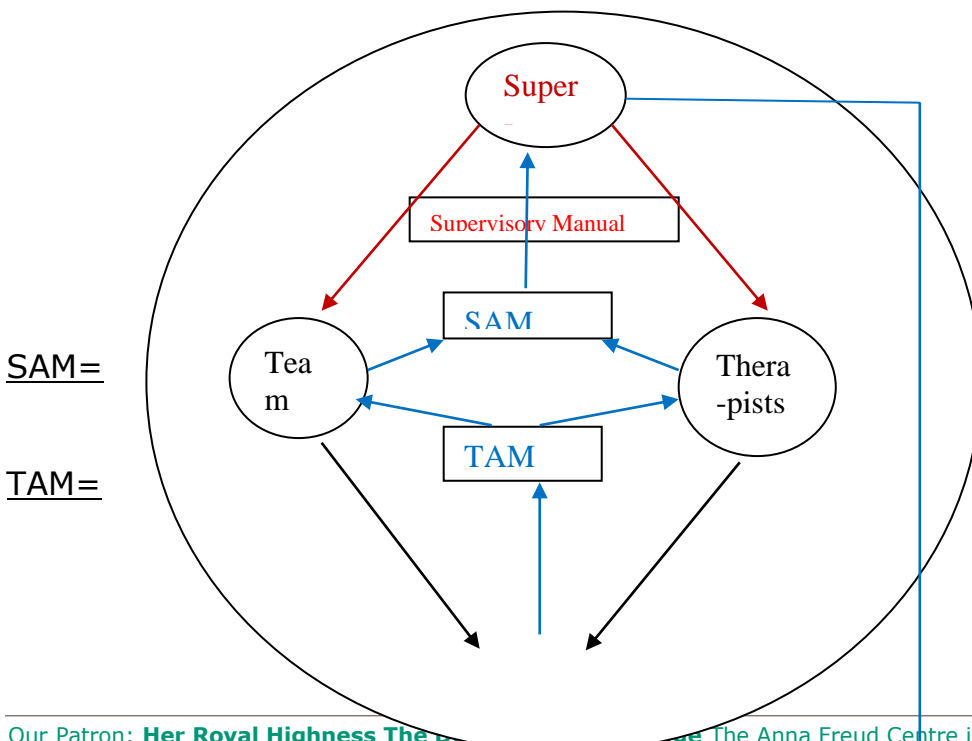 Super
Supervisory Manual
SAM
SAM=
Tea
m
Thera
-pists
TAM
TAM=
Our Patron: Her Royal Highness The The Anna Freud Centre i